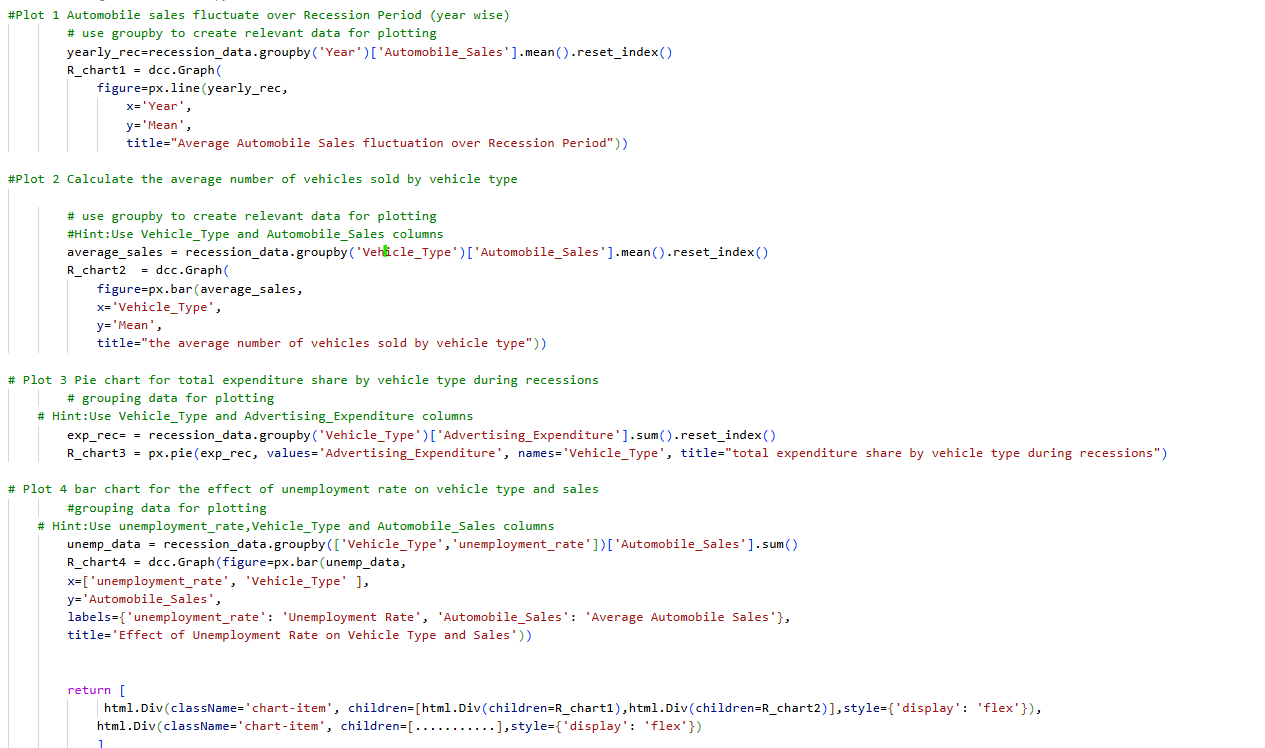 #Plot 1 Automobile sales fluctuate over Recession Period (year wise)
# use groupby to create relevant data for plotting
yearly_rec=recession_data.groupby('Year')['Automobile_Sales'].mean().reset_index()
R_chart1 = dcc.Graph(
figure=px.line(yearly_rec,
x='Year',
y='Mean',
title="Average Automobile Sales fluctuation over Recession Period"))
#Plot 2 Calculate the average number of vehicles sold by vehicle type
# use groupby to create relevant data for plotting
#Hint:Use Vehicle_Type and Automobile_Sales columns
average_sales = recession_data.groupby('Vehicle_Type')['Automobile_Sales'].mean().reset_index()
R_chart2  = dcc.Graph(
figure=px.bar(average_sales,
x='Vehicle_Type',
y='Mean',
title="the average number of vehicles sold by vehicle type"))
# Plot 3 Pie chart for total expenditure share by vehicle type during recessions
# grouping data for plotting
# Hint:Use Vehicle_Type and Advertising_Expenditure columns
exp_rec= = recession_data.groupby('Vehicle_Type')['Advertising_Expenditure'].sum().reset_index()
R_chart3 = px.pie(exp_rec, values='Advertising_Expenditure', names='Vehicle_Type', title="total expenditure share by vehicle type during recessions")
# Plot 4 bar chart for the effect of unemployment rate on vehicle type and sales
#grouping data for plotting
# Hint:Use unemployment_rate,Vehicle_Type and Automobile_Sales columns
unemp_data = recession_data.groupby(['Vehicle_Type','unemployment_rate'])['Automobile_Sales'].sum()
R_chart4 = dcc.Graph(figure=px.bar(unemp_data,
x=['unemployment_rate', 'Vehicle_Type' ],
y='Automobile_Sales',
labels={'unemployment_rate': 'Unemployment Rate', 'Automobile_Sales': 'Average Automobile Sales'},
title='Effect of Unemployment Rate on Vehicle Type and Sales'))
return [
html.Div(className='chart-item', children=[html.Div(children=R_chart1),html.Div(children=R_chart2)],style={'display': 'flex'}),
html.Div(className='chart-item', children=[...........],style={'display': 'flex'})
]